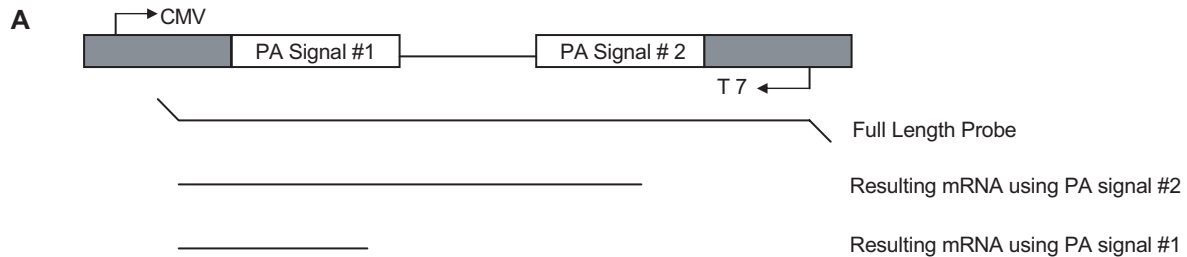 A
CMV
PA Signal #1
PA Signal # 2
T 7
Full Length Probe
Resulting mRNA using PA signal #2
Resulting mRNA using PA signal #1